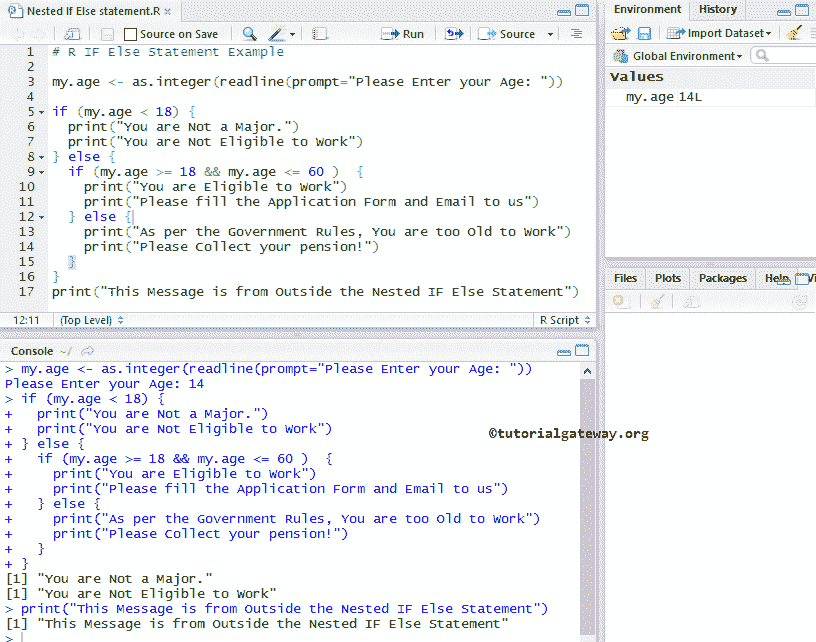 Nested If Else statement.R ×
Source on Save
Run
Source
1 # R IF Else Statement Example
2
3 my.age <- as.integer(readline(prompt="Please Enter your Age: "))
4
5 if (my.age < 18) {
6 print("You are Not a Major.")
7 print("You are Not Eligible to Work")
8 } else {
9 if (my.age >= 18 && my.age <= 60 )  {
10 print("You are Eligible to Work")
11 print("Please fill the Application Form and Email to us")
12 } else {
13 print("As per the Government Rules, You are too Old to Work")
14 print("Please Collect your pension!")
15 }
16 }
17 print("This Message is from Outside the Nested IF Else Statement")
12:11 (Top Level) R Script
Console ~/
> my.age <- as.integer(readline(prompt="Please Enter your Age: "))
Please Enter your Age: 14
> if (my.age < 18) {
+   print("You are Not a Major.")
+   print("You are Not Eligible to Work")
+ } else {
+   if (my.age >= 18 && my.age <= 60 )  {
+     print("You are Eligible to Work")
+     print("Please fill the Application Form and Email to us")
+   } else {
+     print("As per the Government Rules, You are too Old to Work")
+     print("Please Collect your pension!")
+   }
+ }
[1] "You are Not a Major."
[1] "You are Not Eligible to Work"
> print("This Message is from Outside the Nested IF Else Statement")
[1] "This Message is from Outside the Nested IF Else Statement"
>
Environment History
Import Dataset
Global Environment
Values
my.age 14L
Files Plots Packages Help
©tutorialgateway.org